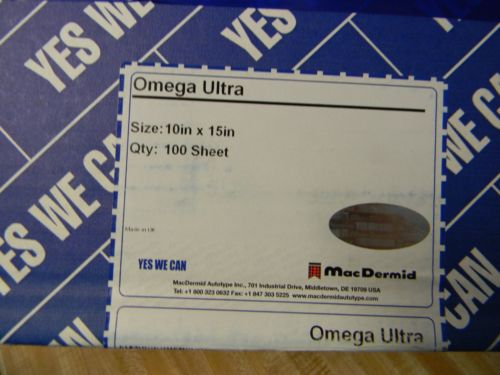 YES WE CAN
YES WE CAN
YES WE CAN
YES WE
Omega Ultra
Size: 10in x 15in
Qty: 100 Sheet
Made in UK
YES WE CAN
MacDermid
MacDermid Autotype Inc., 701 Industrial Drive, Middletown, DE 19709 USA
Tel: +1 800 323 0632 Fax: +1 847 303 5225 www.macdermidautotype.com
Omega Ultra